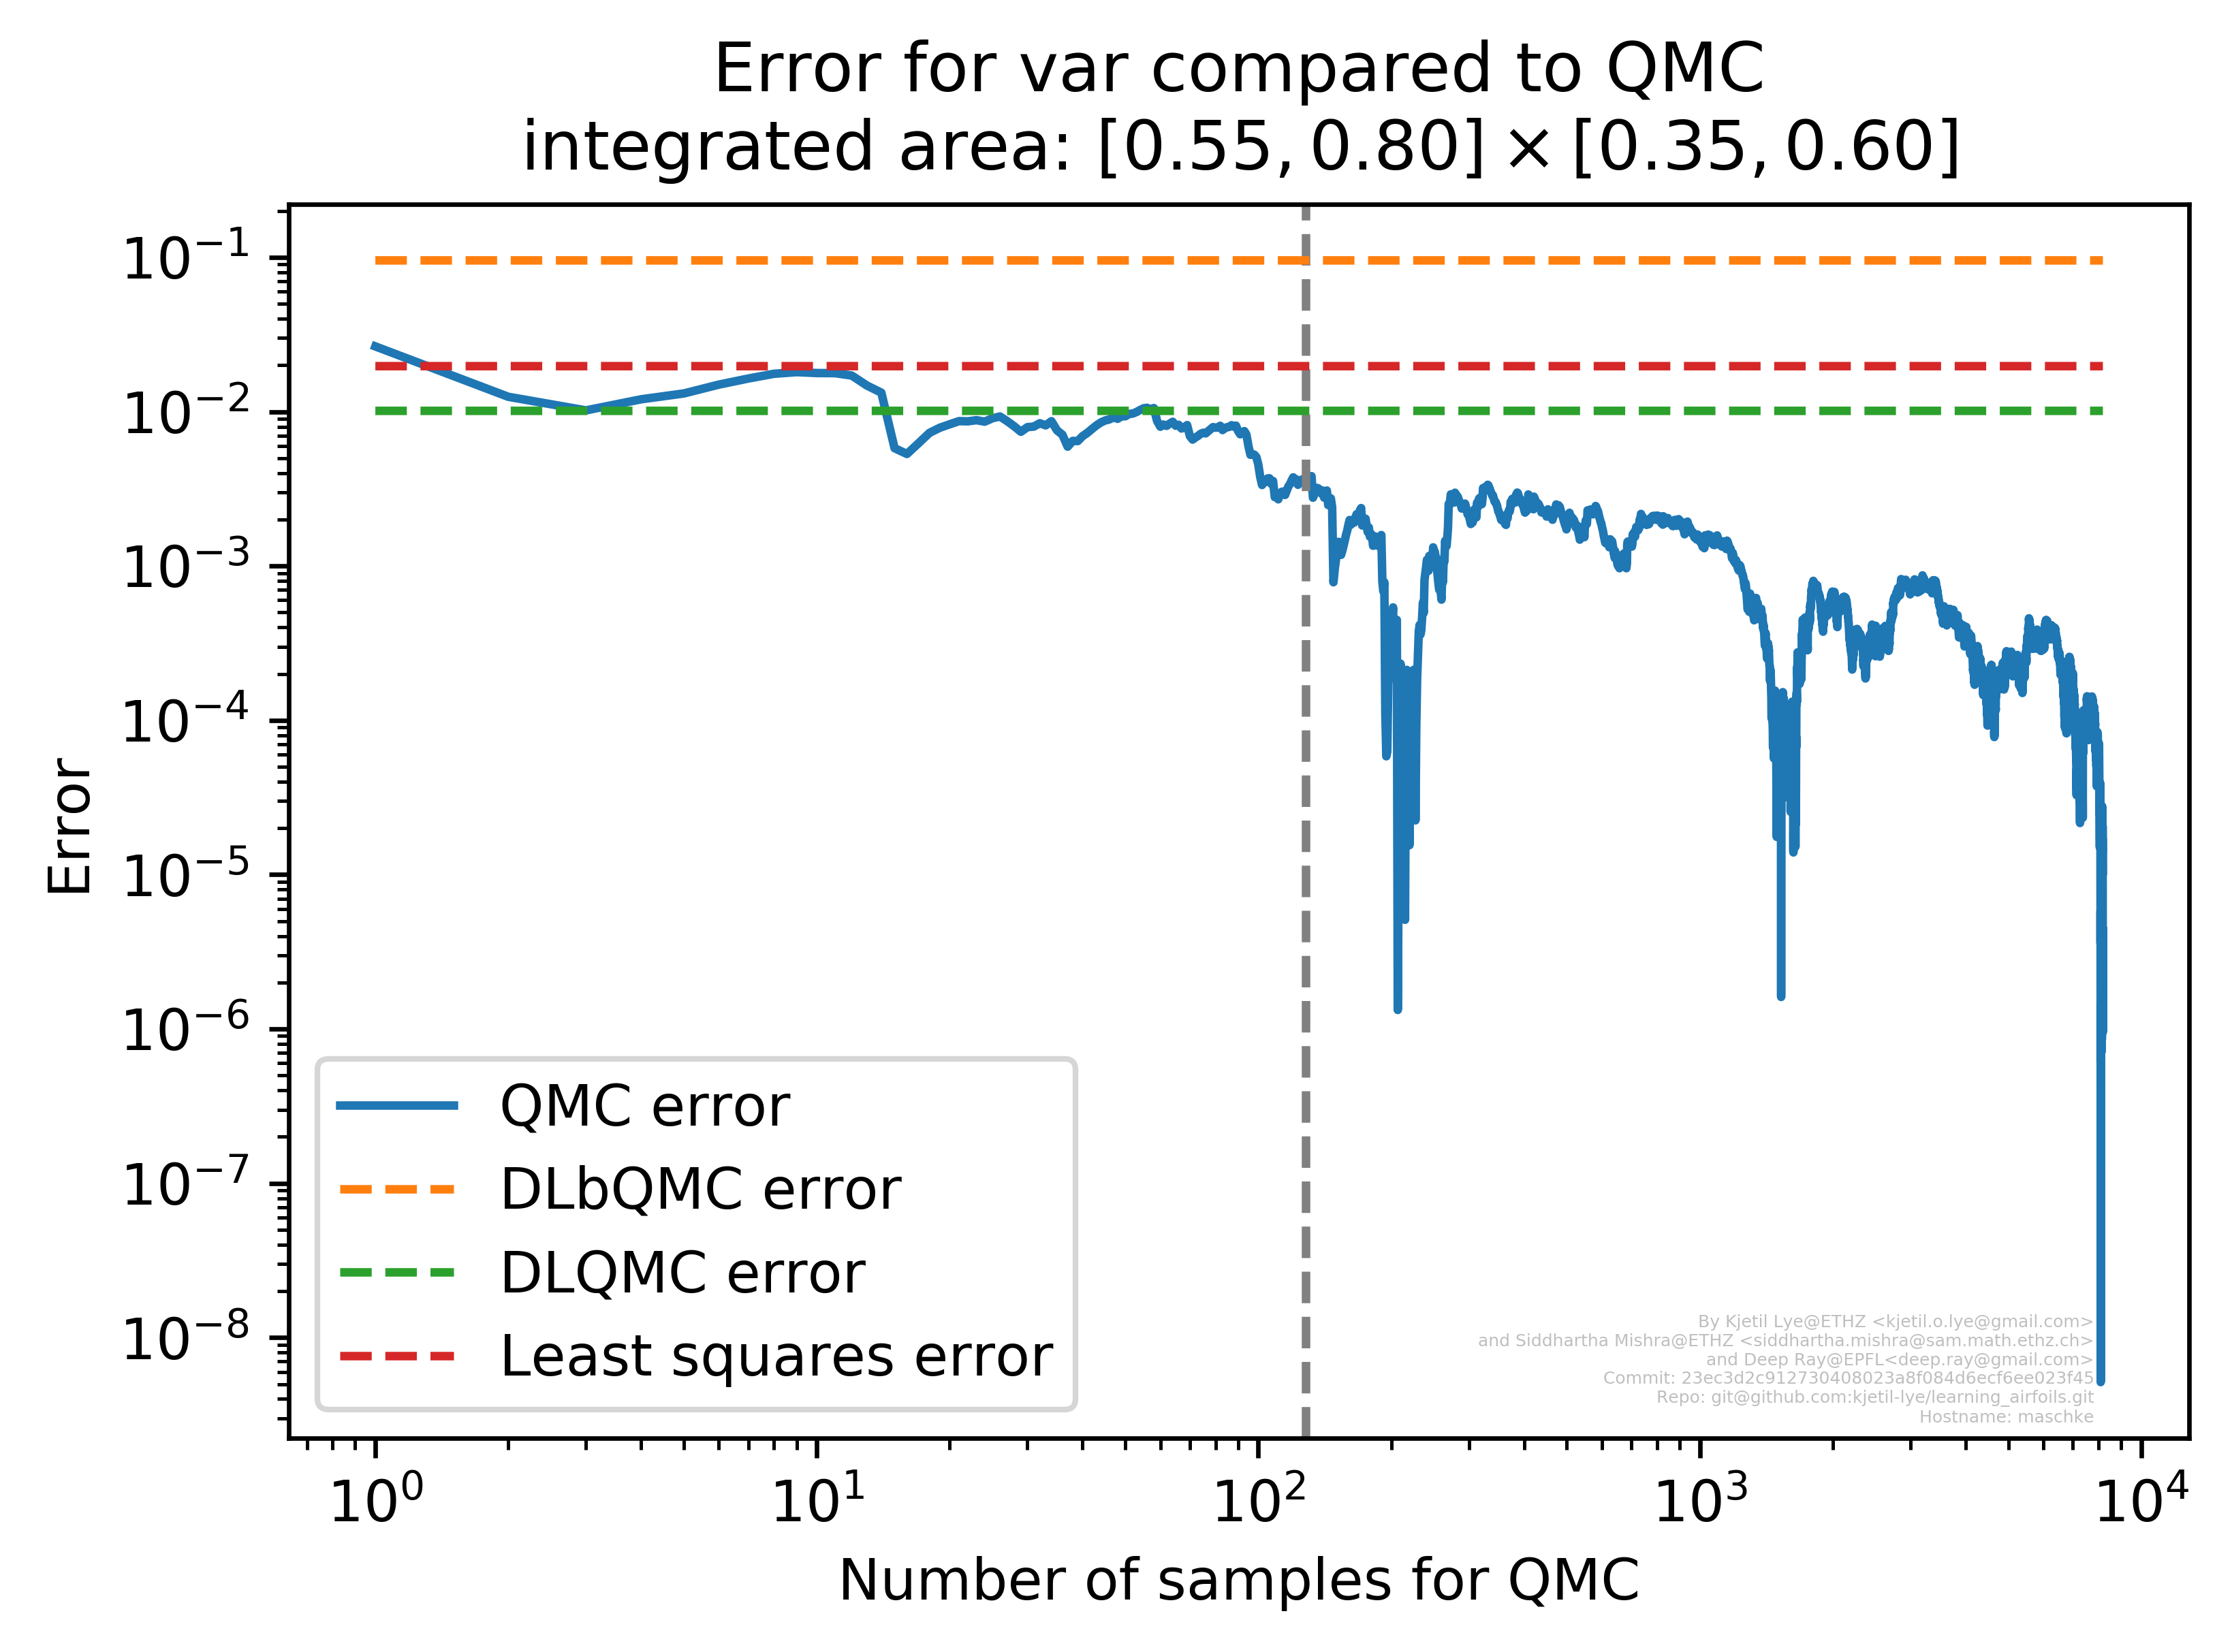 Error for var compared to QMC
integrated area: [0.55, 0.80] × [0.35, 0.60]
Error
10⁻¹
10⁻²
10⁻³
10⁻⁴
10⁻⁵
10⁻⁶
10⁻⁷
10⁻⁸
QMC error
DLbQMC error
DLQMC error
Least squares error
By Kjetil Lye@ETHZ <kjetil.o.lye@gmail.com>
and Siddhartha Mishra@ETHZ <siddhartha.mishra@sam.math.ethz.ch>
and Deep Ray@EPFL<deep.ray@gmail.com>
Commit: 23ec3d2c912730408023a8f084d6ecf6ee023f45
Repo: git@github.com:kjetil-lye/learning_airfoils.git
Hostname: maschke
10⁰ 10¹ 10² 10³ 10⁴
Number of samples for QMC